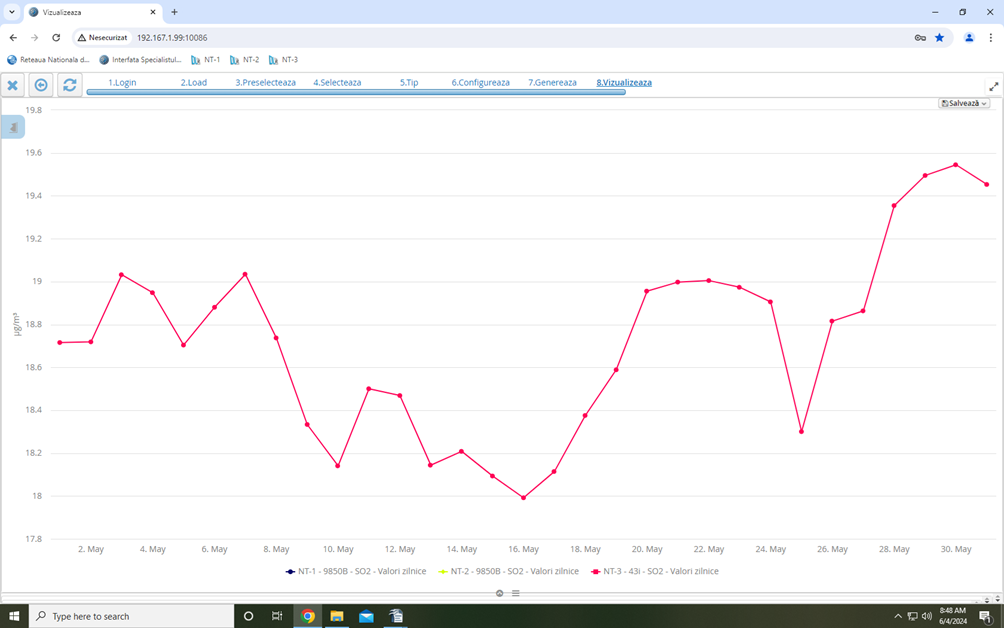 Vizualizeaza
Nesecurizat 192.167.1.99:10086
Reteaua Nationala d... Interfata Specialistul... NT-1 NT-2 NT-3
1.Login 2.Load 3.Preselecteaza 4.Selecteaza 5.Tip 6.Configureaza 7.Genereaza 8.Vizualizeaza
Salvează
19.8
19.6
19.4
19.2
19
18.8
µg/m³
18.6
18.4
18.2
18
17.8
2. May 4. May 6. May 8. May 10. May 12. May 14. May 16. May 18. May 20. May 22. May 24. May 26. May 28. May 30. May
NT-1 - 9850B - SO2 - Valori zilnice NT-2 - 9850B - SO2 - Valori zilnice NT-3 - 43i - SO2 - Valori zilnice
Type here to search
8:48 AM
6/4/2024
1